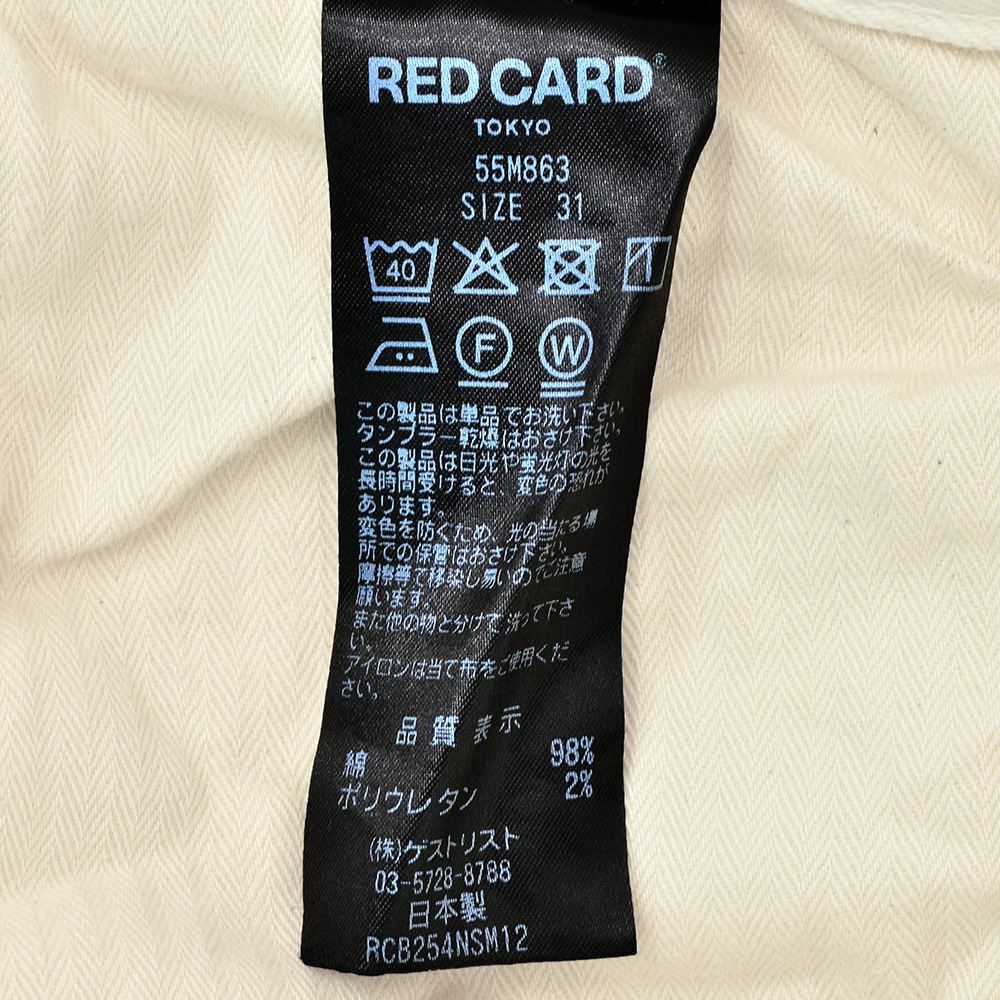 RED CARD®
TOKYO
55M863
SIZE 31
40
F W
この製品は単品でお洗い下さい。
タンブラー乾燥はおさけ下さい。
この製品は日光や蛍光灯の光を
長時間受けると、変色の恐れが
あります。
変色を防ぐため、光の当たる場
所での保管はおさけ下さい。
摩擦等で移染し易いのでご注意
願います。
また他の物と分けて洗って下さ
い。
アイロンは当て布をご使用くだ
さい。
品質表示
綿 98%
ポリウレタン 2%
(株)ゲストリスト
03-5728-8788
日本製
RCB254NSM12